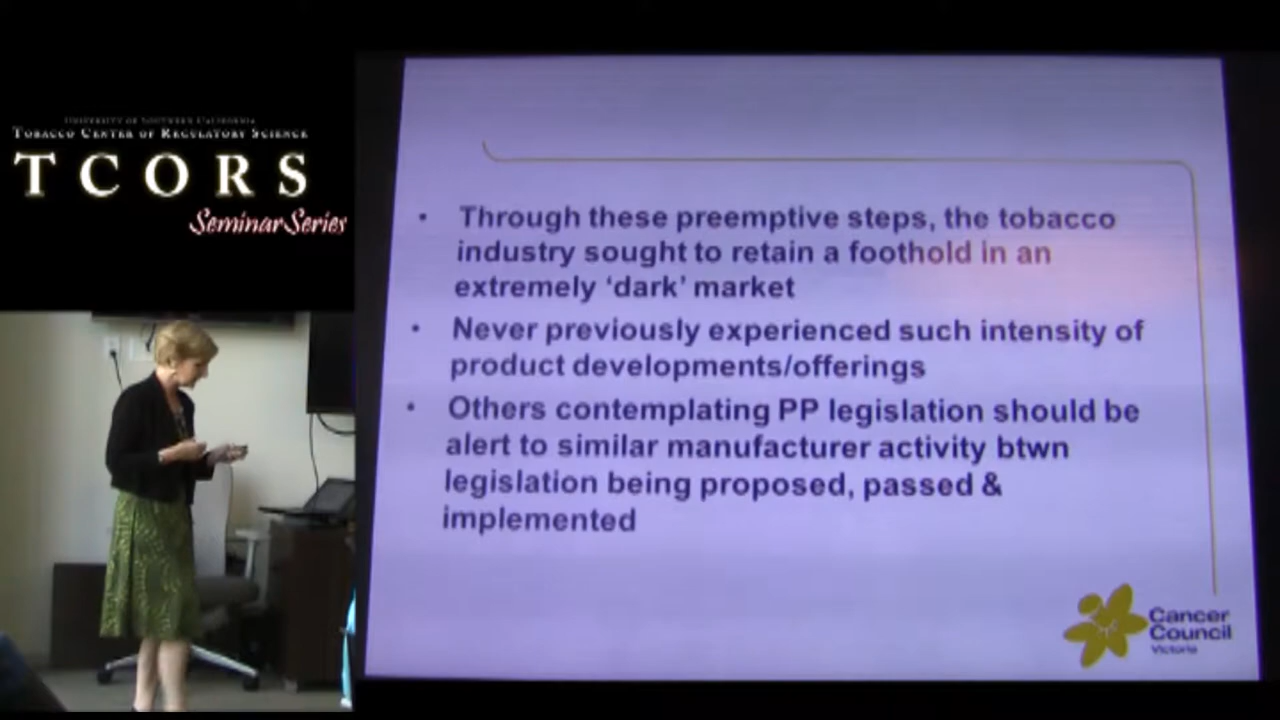 UNIVERSITY OF SOUTHERN CALIFORNIA
TOBACCO CENTER OF REGULATORY SCIENCE
TCORS
Seminar Series
• Through these preemptive steps, the tobacco
industry sought to retain a foothold in an
extremely ‘dark’ market
• Never previously experienced such intensity of
product developments/offerings
• Others contemplating PP legislation should be
alert to similar manufacturer activity btwn
legislation being proposed, passed &
implemented
Cancer
Council
Victoria